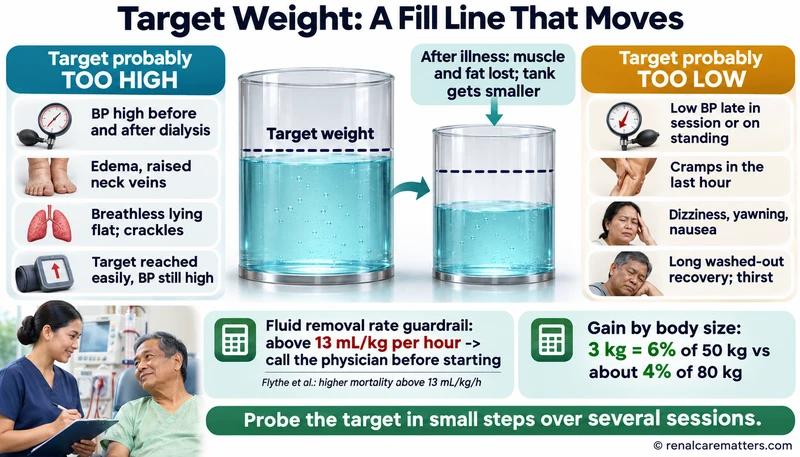 Target Weight: A Fill Line That Moves
Target probably
TOO HIGH
BP high before
and after dialysis
Edema, raised
neck veins
Breathless lying
flat; crackles
Target reached
easily, BP still high
Target weight
After illness: muscle
and fat lost; tank
gets smaller
Target probably
TOO LOW
Low BP late in
session or on
standing
Cramps in the
last hour
Dizziness, yawning,
nausea
Long washed-out
recovery; thirst
Fluid removal rate guardrail:
above 13 mL/kg per hour ->
call the physician before starting
Flythe et al.: higher mortality above 13 mL/kg/h
Gain by body size:
3 kg = 6% of 50 kg vs
about 4% of 80 kg
Probe the target in small steps over several sessions.
© renalcarematters.com